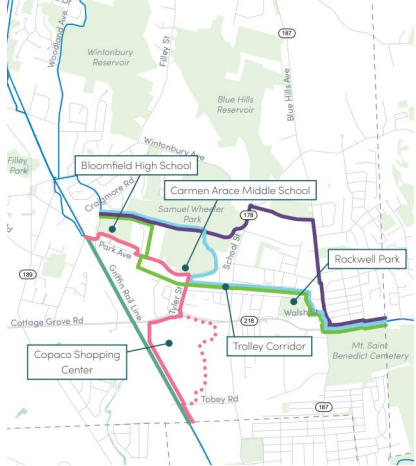 Woodland Ave
Wintonbury
Reservoir
Filley St
187
Blue Hills Ave
Blue Hills
Reservoir
Wintonbury Ave
Filley
Park
Bloomfield High School
Craigmore Rd
Carmen Arace Middle School
Samuel Wheeler
Park
178
School St
Park Ave
Rockwell Park
189
Griffin Rail Line
Tyler St
Walsh St
Cottage Grove Rd
218
Trolley Corridor
Copaco Shopping
Center
Mt. Saint
Benedict Cemetery
Tobey Rd
187